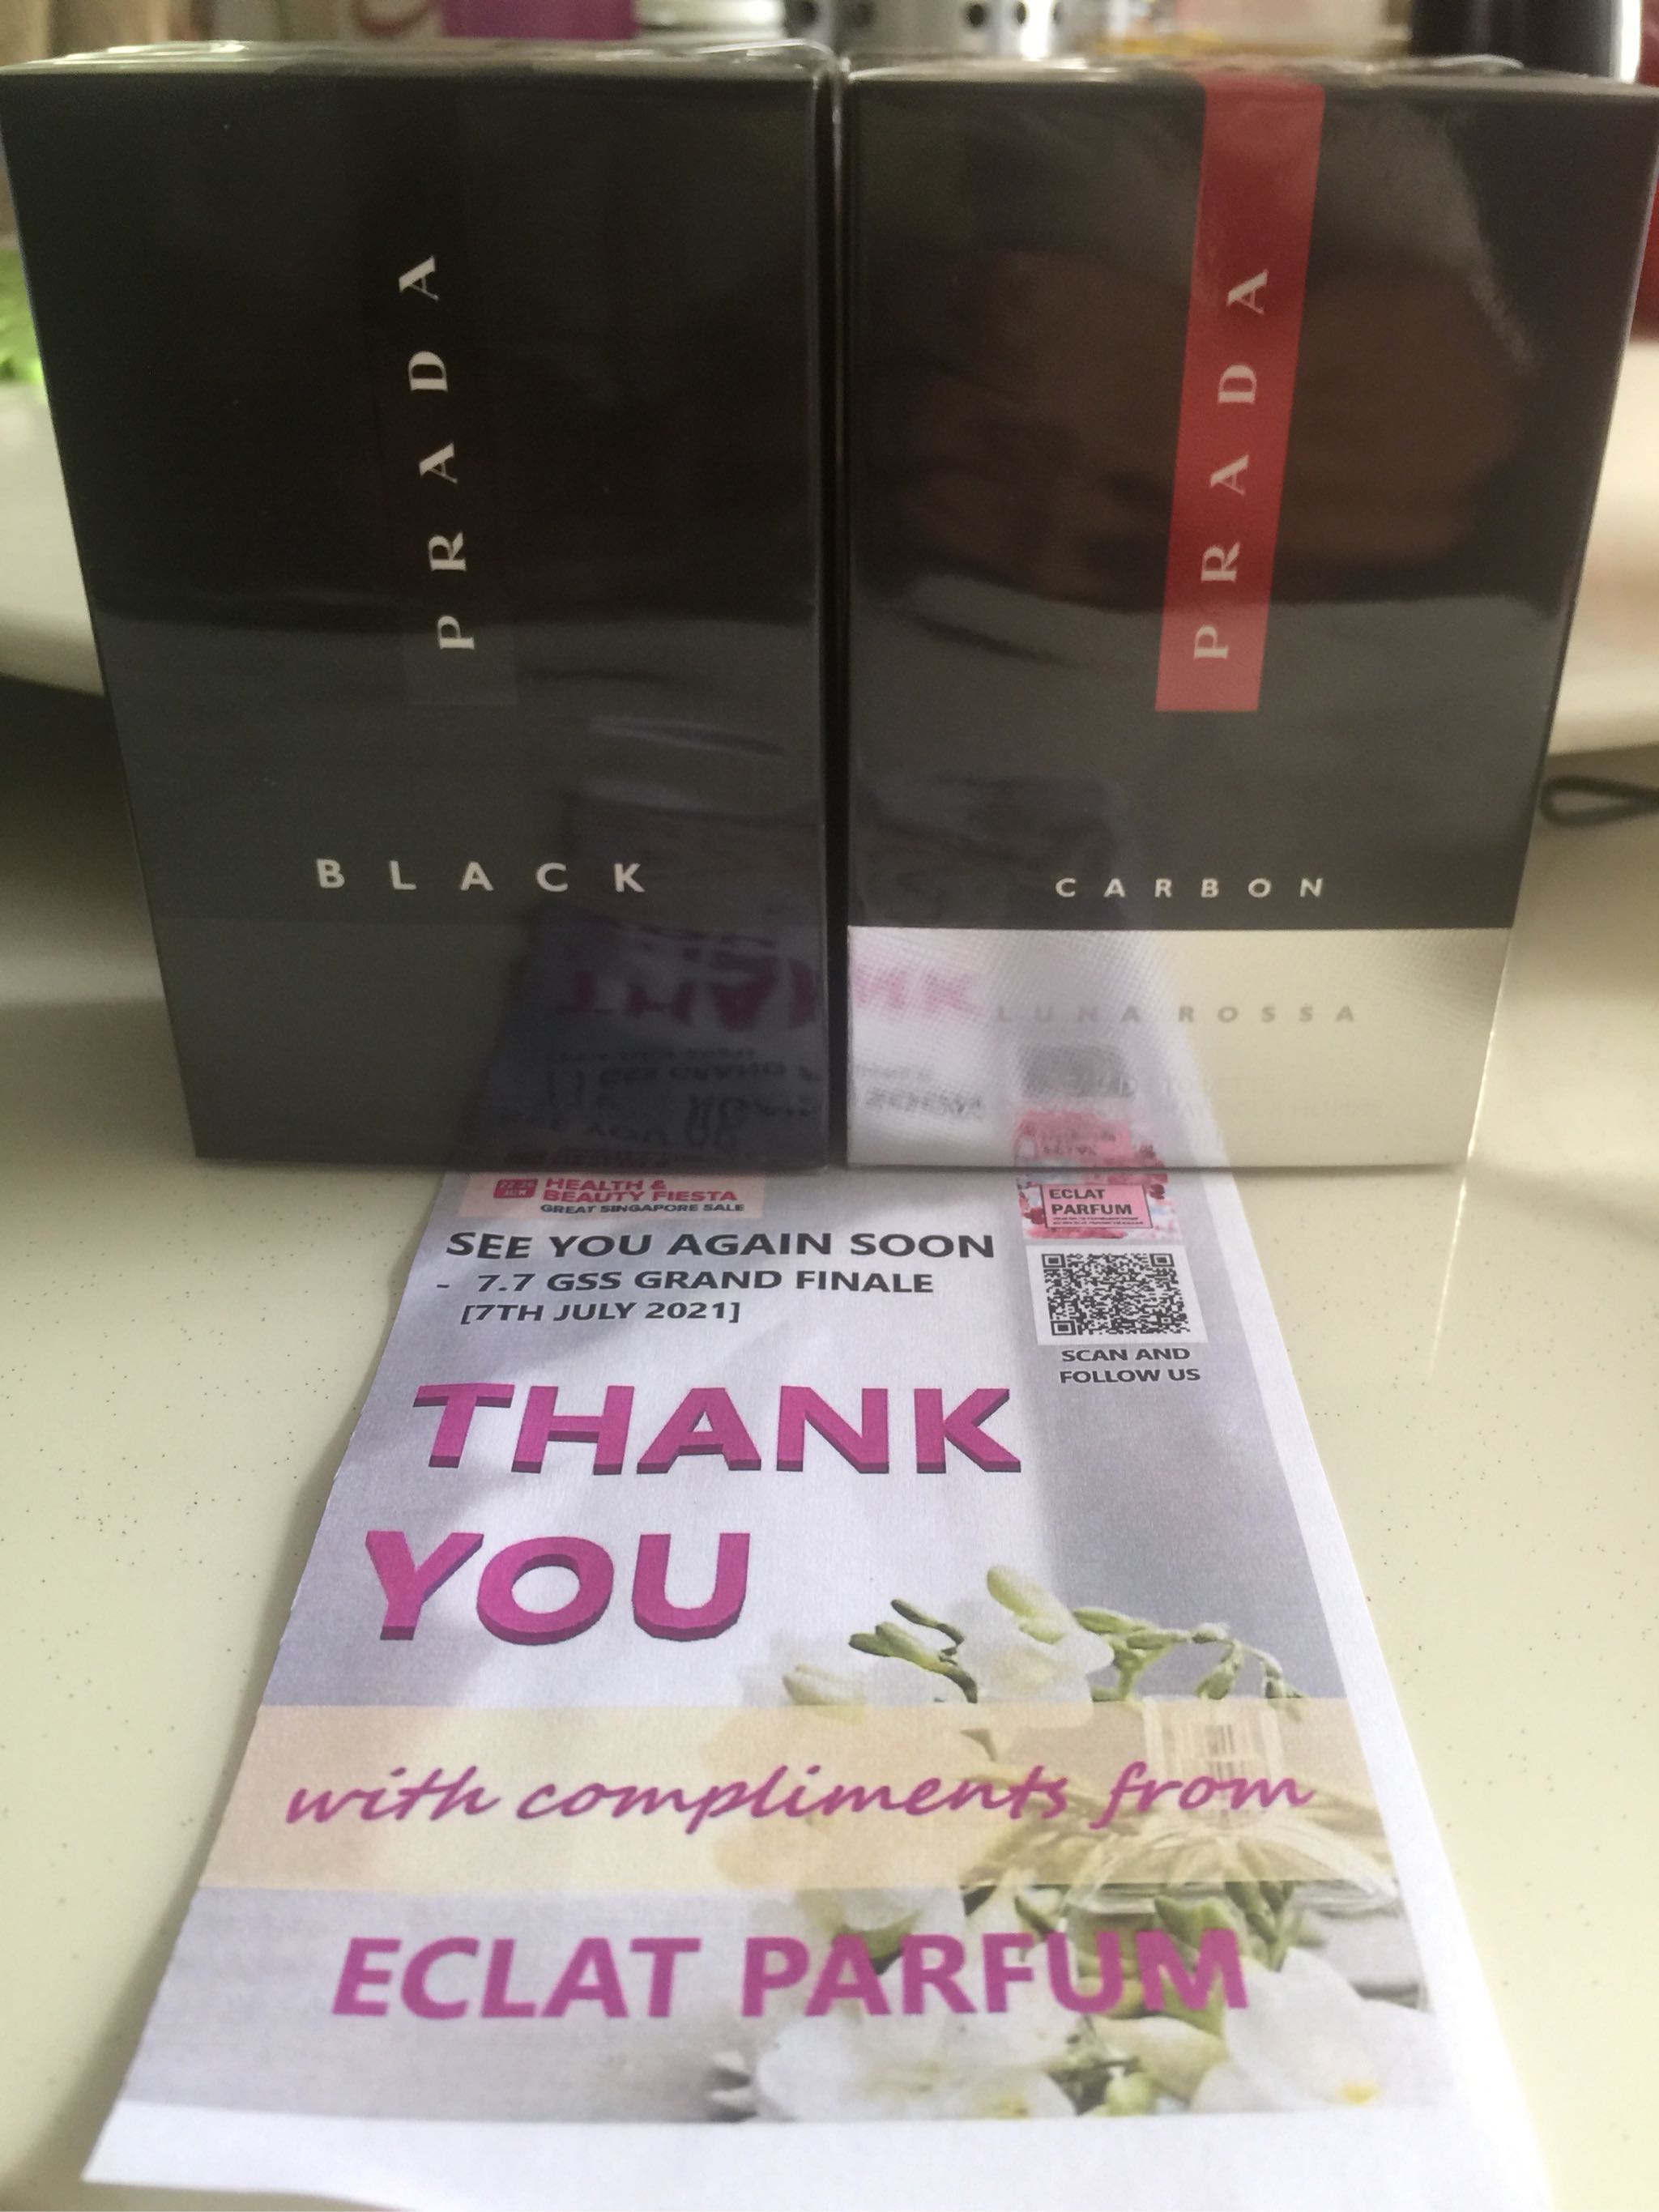 PRADA
BLACK
PRADA
CARBON
LUNA ROSSA
HEALTH &
BEAUTY FIESTA
GREAT SINGAPORE SALE
ECLAT
PARFUM
SEE YOU AGAIN SOON
- 7.7 GSS GRAND FINALE
[7TH JULY 2021]
SCAN AND
FOLLOW US
THANK
YOU
with compliments from
ECLAT PARFUM